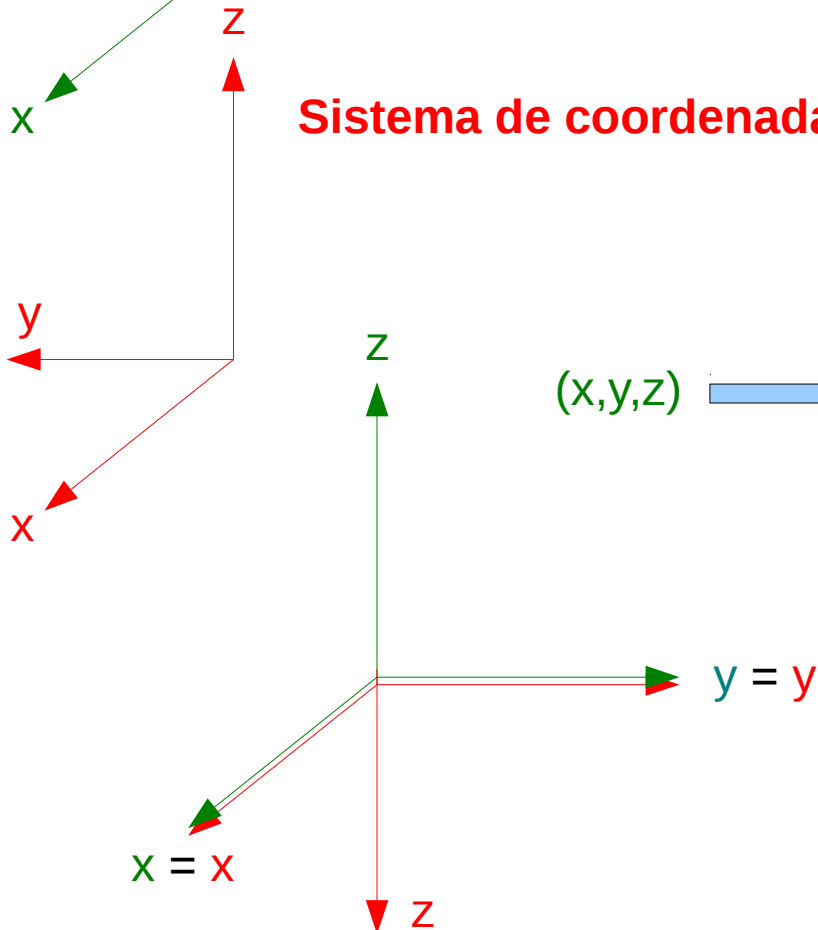 z
x
Sistema de coordenada
y
z
(x,y,z)
x
y = y
x = x
z